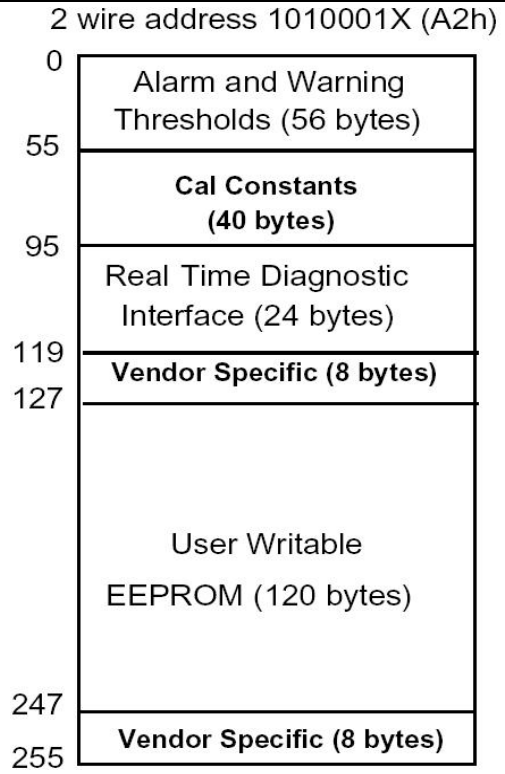 2 wire address 1010001X (A2h)
0
Alarm and Warning
Thresholds (56 bytes)
55
Cal Constants
(40 bytes)
95
Real Time Diagnostic
Interface (24 bytes)
119
Vendor Specific (8 bytes)
127
User Writable
EEPROM (120 bytes)
247
Vendor Specific (8 bytes)
255